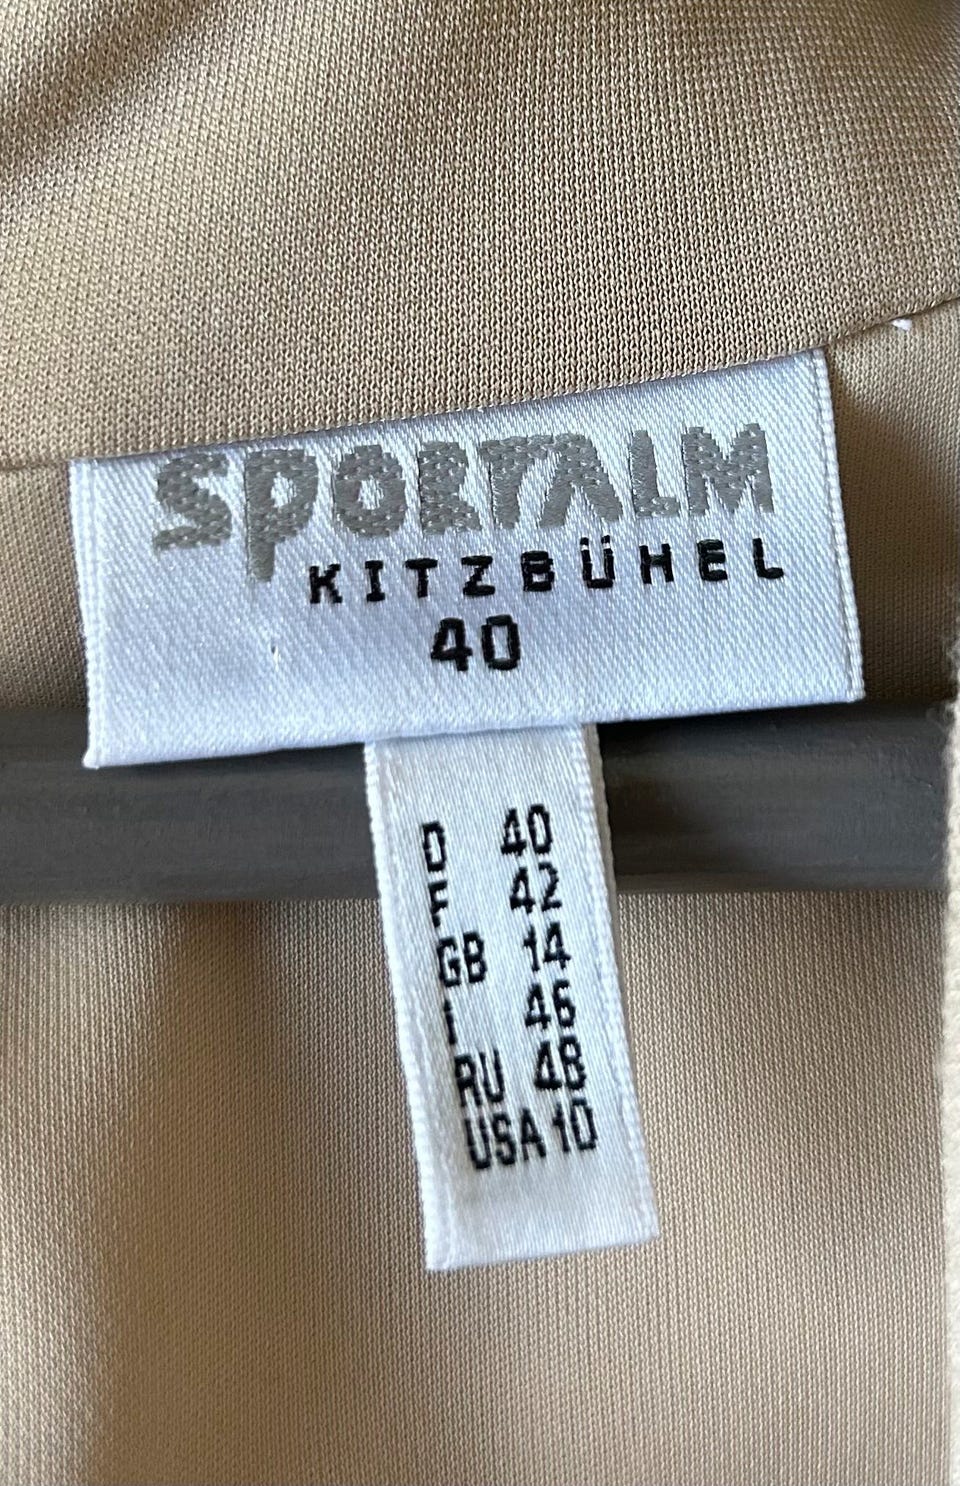 SPORTALM
KITZBÜHEL
40
D 40
F 42
GB 14
I 46
RU 48
USA 10